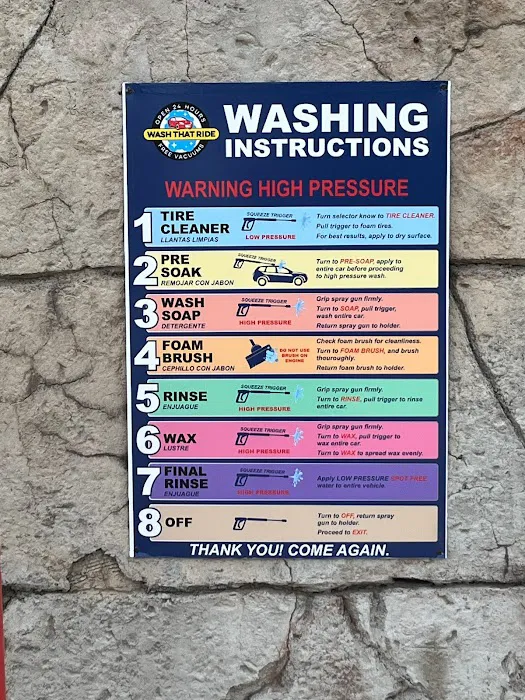 OPEN 24 HOURS
WASH THAT RIDE
FREE VACUUMS
WASHING
INSTRUCTIONS
WARNING HIGH PRESSURE
1 TIRE
CLEANER
LLANTAS LIMPIAS
SQUEEZE TRIGGER
LOW PRESSURE
Turn selector know to TIRE CLEANER.
Pull trigger to foam tires.
For best results, apply to dry surface.
2 PRE
SOAK
REMOJAR CON JABON
SQUEEZE TRIGGER
Turn to PRE-SOAP, apply to
entire car before proceeding
to high pressure wash.
3 WASH
SOAP
DETERGENTE
SQUEEZE TRIGGER
HIGH PRESSURE
Grip spray gun firmly.
Turn to SOAP, pull trigger,
wash entire car.
Return spray gun to holder.
4 FOAM
BRUSH
CEPHILLO CON JABON
DO NOT USE
BRUSH ON
ENGINE
Check foam brush for cleanliness.
Turn to FOAM BRUSH, and brush
thouroughly.
Return foam brush to holder.
5 RINSE
ENJUAGUE
SQUEEZE TRIGGER
HIGH PRESSURE
Grip spray gun firmly.
Turn to RINSE, pull trigger to rinse
entire car.
6 WAX
LUSTRE
SQUEEZE TRIGGER
HIGH PRESSURE
Grip spray gun firmly.
Turn to WAX, pull trigger to
wax entire car.
Turn to WAX to spread wax evenly.
7 FINAL
RINSE
ENJUAGUE
SQUEEZE TRIGGER
HIGH PRESSURE
Apply LOW PRESSURE SPOT FREE
water to entire vehicle.
8 OFF
Turn to OFF, return spray
gun to holder.
Proceed to EXIT.
THANK YOU! COME AGAIN.